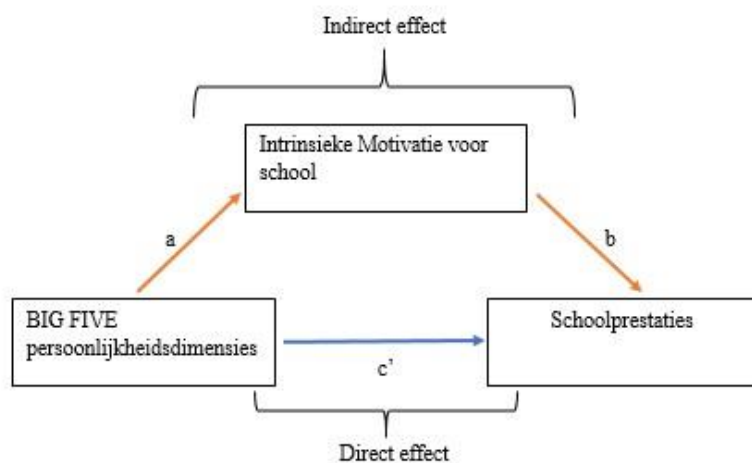 Indirect effect
Intrinsieke Motivatie voor
school
a
b
BIG FIVE
persoonlijkheidsdimensies
Schoolprestaties
c’
Direct effect